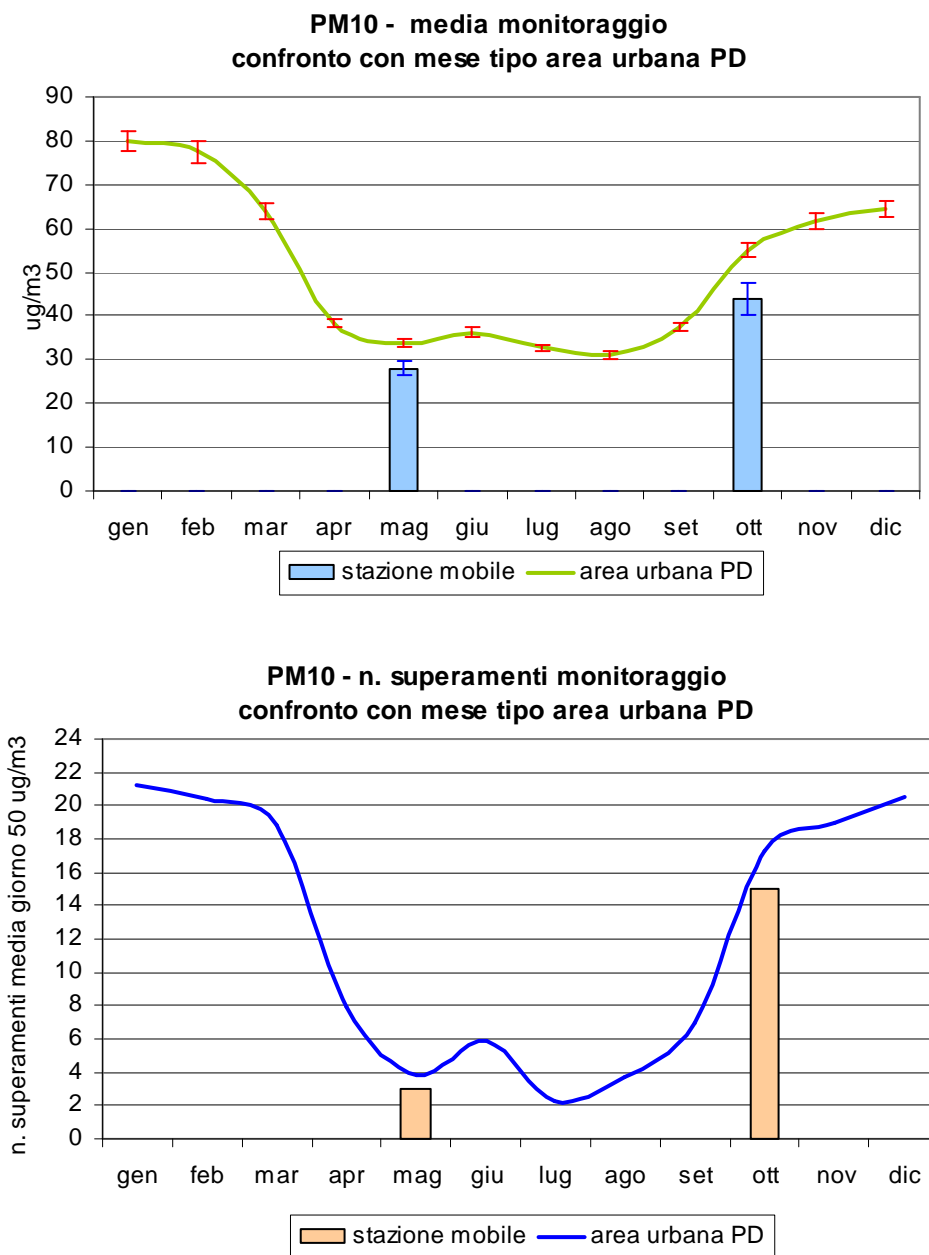 PM10 -  media monitoraggio
confronto con mese tipo area urbana PD
90
80
70
60
50
40
30
20
10
0
ug/m3
gen feb mar apr mag giu lug ago set ott nov dic
stazione mobile area urbana PD
PM10 - n. superamenti monitoraggio
confronto con mese tipo area urbana PD
24
22
20
18
16
14
12
10
8
6
4
2
0
n. superamenti media giorno 50 ug/m3
gen feb mar apr mag giu lug ago set ott nov dic
stazione mobile area urbana PD